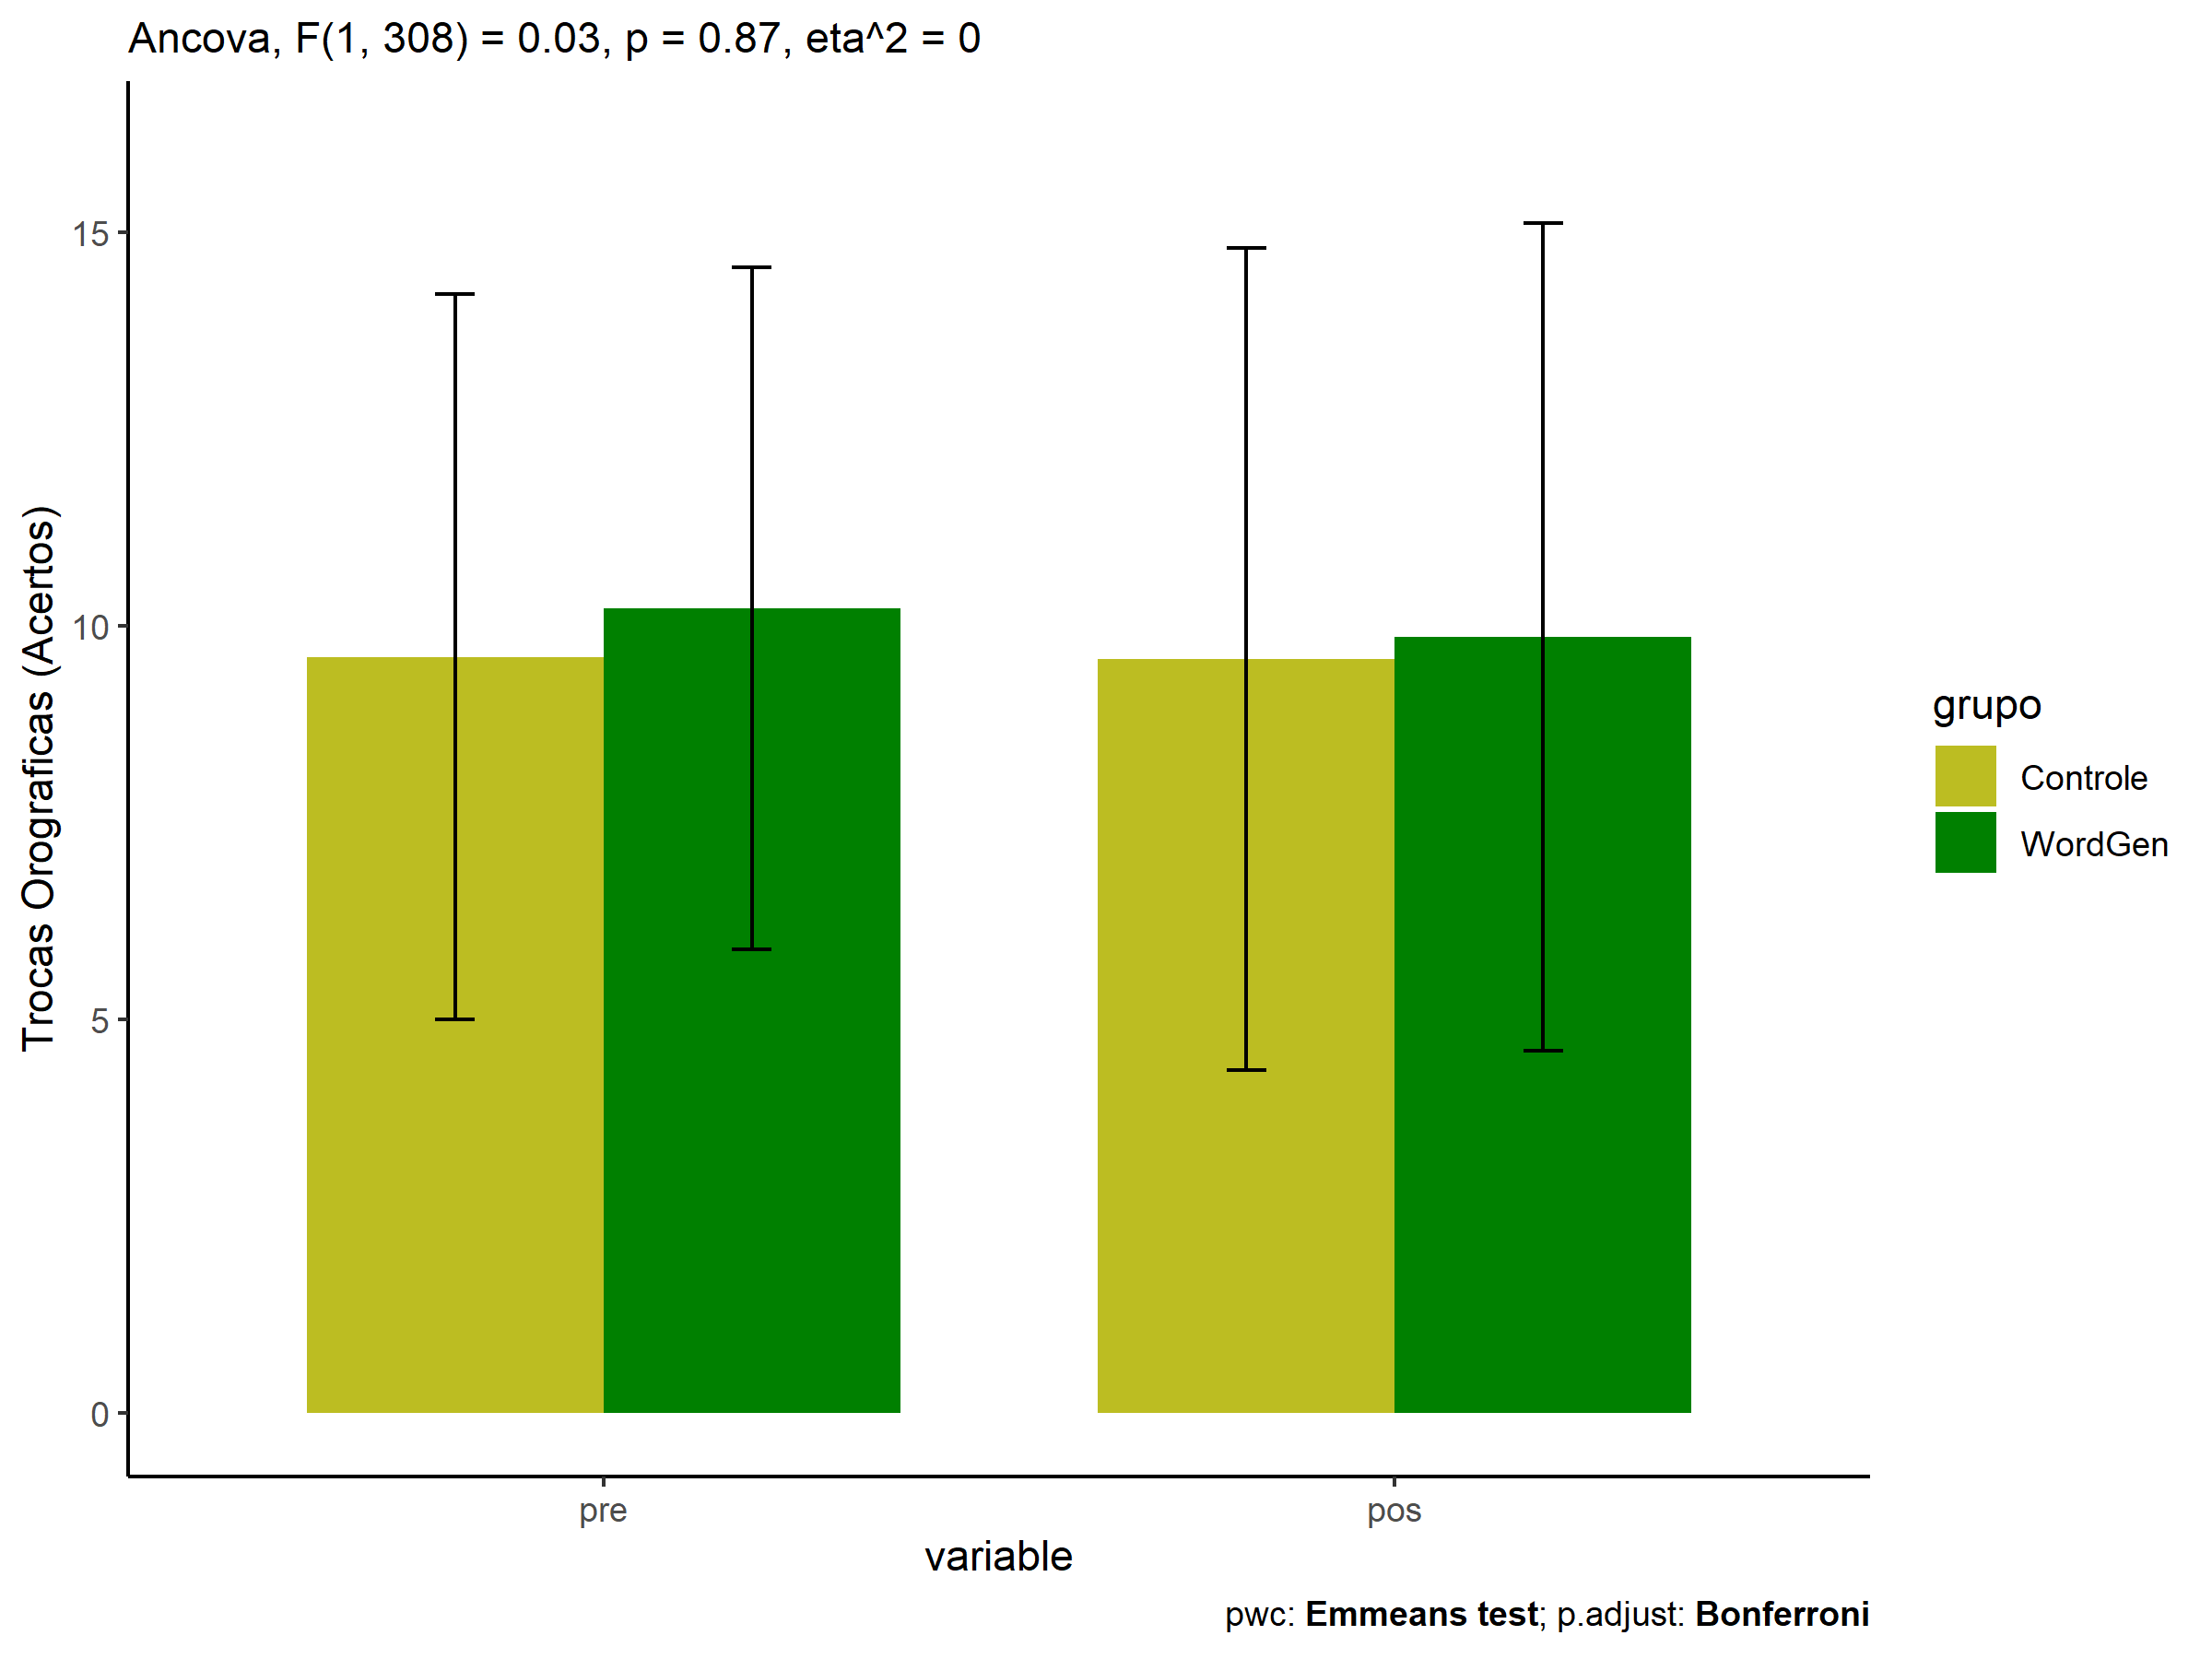 Ancova, F(1, 308) = 0.03, p = 0.87, eta^2 = 0
Trocas Orograficas (Acertos)
15
10
5
0
pre
pos
variable
grupo
Controle
WordGen
pwc: Emmeans test; p.adjust: Bonferroni